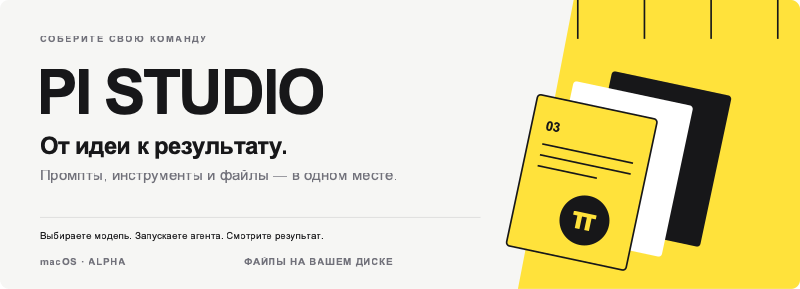 СОБЕРИТЕ СВОЮ КОМАНДУ
PI STUDIO
От идеи к результату.
Промпты, инструменты и файлы — в одном месте.
Выбираете модель. Запускаете агента. Смотрите результат.
macOS · ALPHA
ФАЙЛЫ НА ВАШЕМ ДИСКЕ
03
π